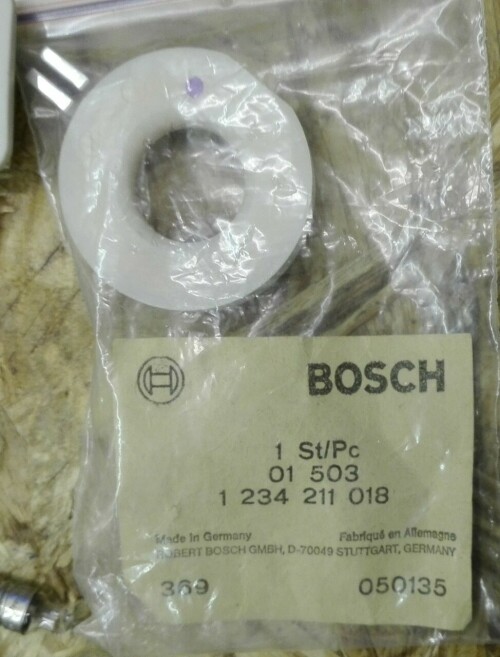 BOSCH
1 St/Pc
01 503
1 234 211 018
Made in Germany Fabriqué en Allemagne
ROBERT BOSCH GMBH, D-70049 STUTTGART, GERMANY
369 050135